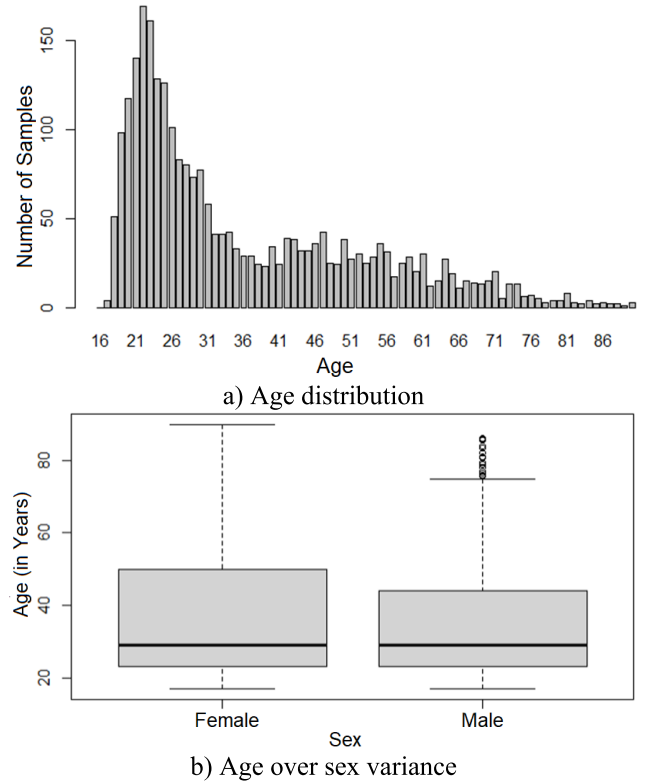 Number of Samples
150
100
50
0
16 21 26 31 36 41 46 51 56 61 66 71 76 81 86
Age
a) Age distribution
Age (in Years)
80
60
40
20
Female Male
Sex
b) Age over sex variance